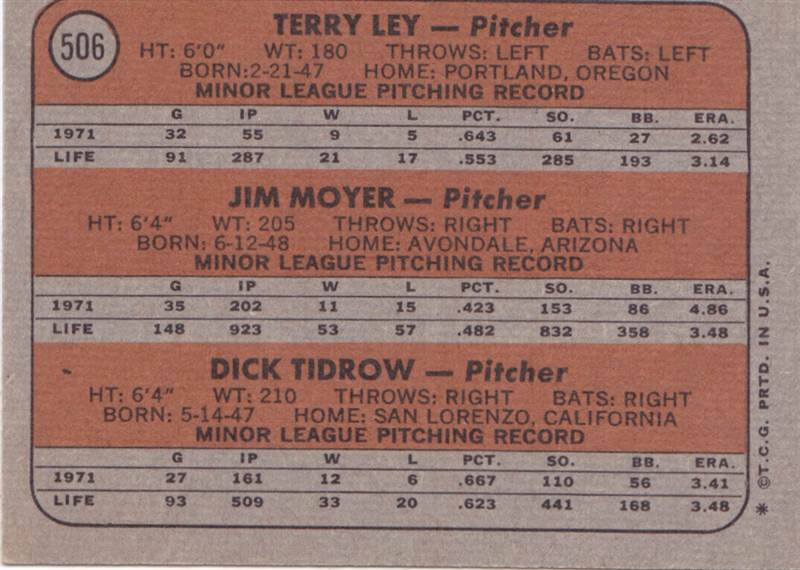 506
TERRY LEY — Pitcher
HT: 6'0" WT: 180 THROWS: LEFT BATS: LEFT
BORN:2-21-47 HOME: PORTLAND, OREGON
MINOR LEAGUE PITCHING RECORD
G IP W L PCT. SO. BB. ERA.
1971 32 55 9 5 .643 61 27 2.62
LIFE 91 287 21 17 .553 285 193 3.14
JIM MOYER — Pitcher
HT: 6'4" WT: 205 THROWS: RIGHT BATS: RIGHT
BORN: 6-12-48 HOME: AVONDALE, ARIZONA
MINOR LEAGUE PITCHING RECORD
G IP W L PCT. SO. BB. ERA.
1971 35 202 11 15 .423 153 86 4.86
LIFE 148 923 53 57 .482 832 358 3.48
DICK TIDROW — Pitcher
HT: 6'4" WT: 210 THROWS: RIGHT BATS: RIGHT
BORN: 5-14-47 HOME: SAN LORENZO, CALIFORNIA
MINOR LEAGUE PITCHING RECORD
G IP W L PCT. SO. BB. ERA.
1971 27 161 12 6 .667 110 56 3.41
LIFE 93 509 33 20 .623 441 168 3.48
* ©T.C.G. PRTD. IN U.S.A.